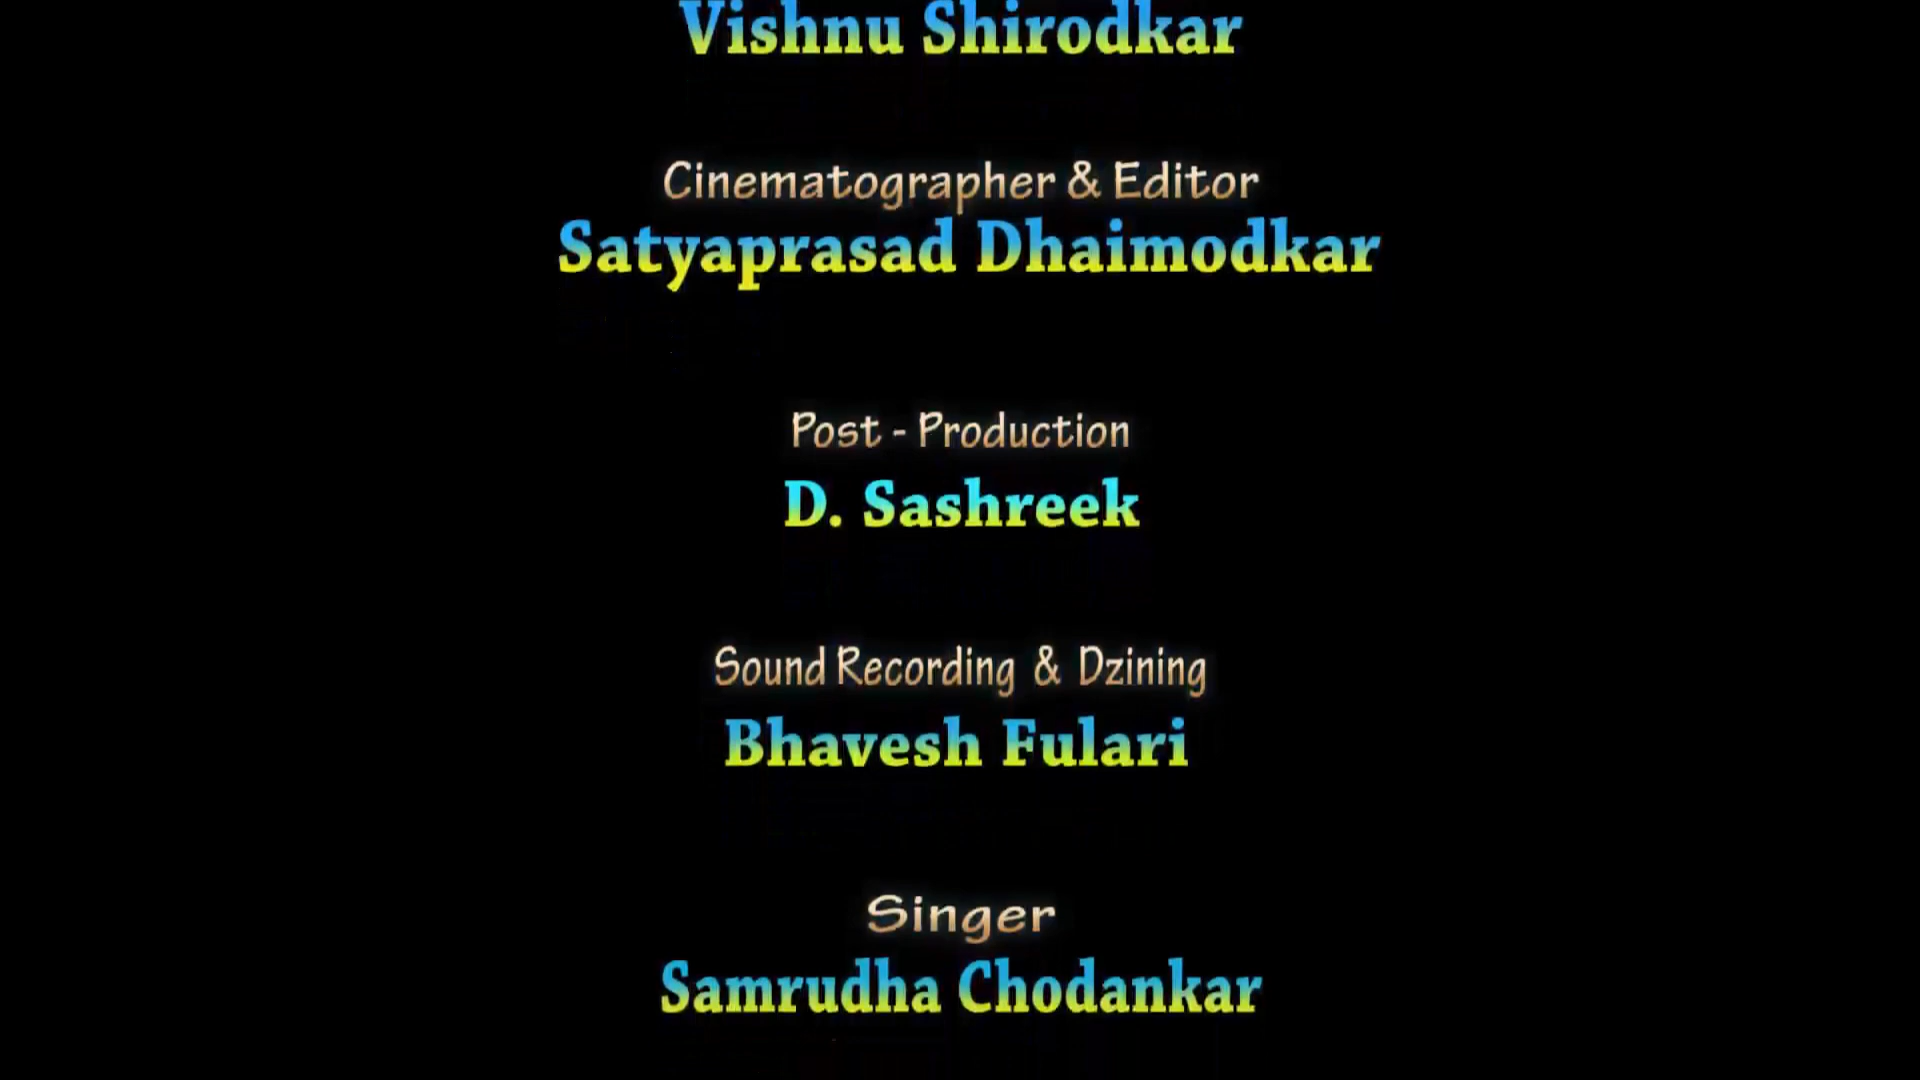 Vishnu Shirodkar
Cinematographer & Editor
Satyaprasad Dhaimodkar
Post - Production
D. Sashreek
Sound Recording & Dzining
Bhavesh Fulari
Singer
Samrudha Chodankar